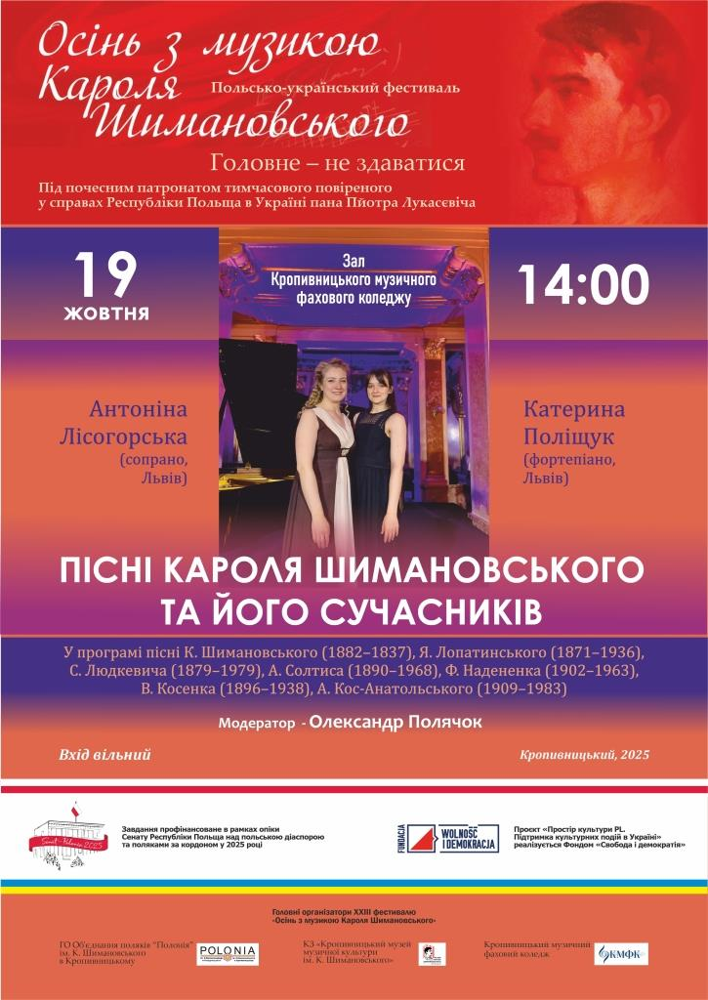 Осінь з музикою
Кароля
Польсько-український фестиваль
Шимановського
Головне – не здаватися
Під почесним патронатом тимчасового повіреного
у справах Республіки Польща в Україні пана Пйотра Лукасєвіча
19
ЖОВТНЯ
Зал
Кропивницького музичного
фахового коледжу
14:00
Антоніна
Лісогорська
(сопрано,
Львів)
Катерина
Поліщук
(фортепіано,
Львів)
ПІСНІ КАРОЛЯ ШИМАНОВСЬКОГО
ТА ЙОГО СУЧАСНИКІВ
У програмі пісні К. Шимановського (1882–1837), Я. Лопатинського (1871–1936),
С. Людкевича (1879–1979), А. Солтиса (1890–1968), Ф. Надененка (1902–1963),
В. Косенка (1896–1938), А. Кос-Анатольського (1909–1983)
Модератор - Олександр Полячок
Вхід вільний
Кропивницький, 2025
Senat - Polonia 2025
Завдання профінансоване в рамках опіки
Сенату Республіки Польща над польською діаспорою
та поляками за кордоном у 2025 році
FUNDACJA
WOLNOŚĆ
I DEMOKRACJA
Проєкт «Простір культури PL.
Підтримка культурних подій в Україні»
реалізується Фондом «Свобода і демократія»
Головні організатори XXIII фестивалю
«Осінь з музикою Кароля Шимановського»
ГО Об'єднання поляків "Полонія"
ім. К. Шимановського
в Кропивницькому
POLONIA
КЗ «Кропивницький музей
музичної культури
ім. К. Шимановського»
Кропивницький музичний
фаховий коледж
КМФК